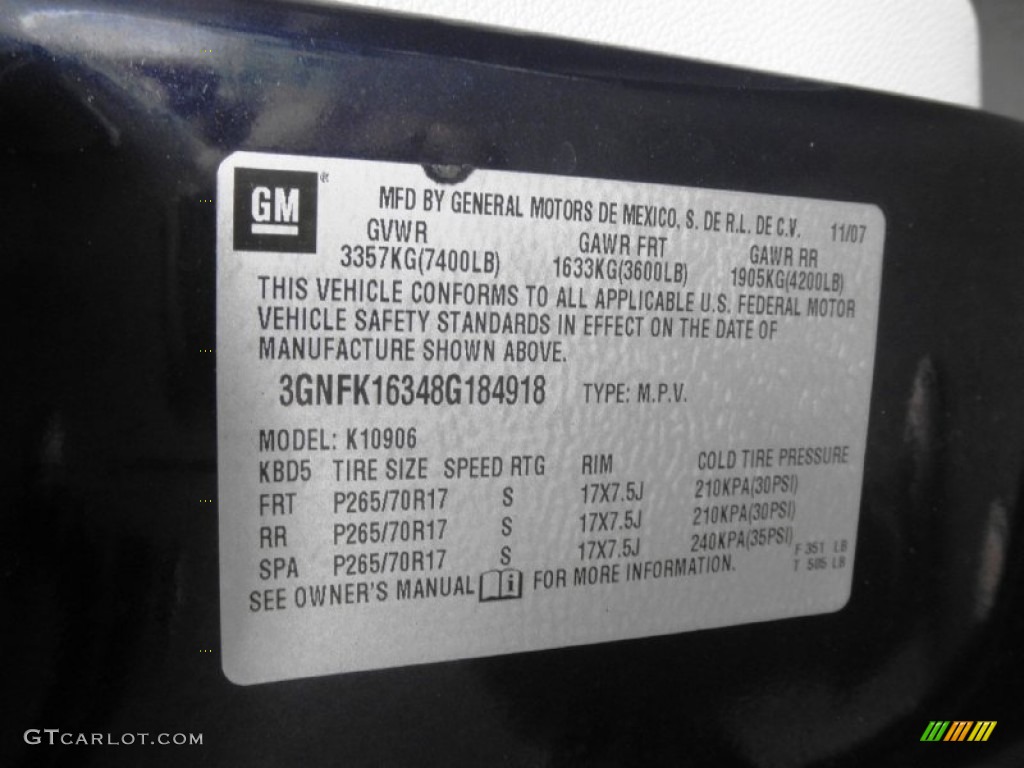 GM®
MFD BY GENERAL MOTORS DE MEXICO, S. DE R.L. DE C.V. 11/07
GVWR GAWR FRT GAWR RR
3357KG(7400LB) 1633KG(3600LB) 1905KG(4200LB)
THIS VEHICLE CONFORMS TO ALL APPLICABLE U.S. FEDERAL MOTOR
VEHICLE SAFETY STANDARDS IN EFFECT ON THE DATE OF
MANUFACTURE SHOWN ABOVE.
3GNFK16348G184918 TYPE: M.P.V.
MODEL: K10906
KBD5 TIRE SIZE SPEED RTG RIM COLD TIRE PRESSURE
FRT P265/70R17 S 17X7.5J 210KPA(30PSI)
RR P265/70R17 S 17X7.5J 210KPA(30PSI)
SPA P265/70R17 S 17X7.5J 240KPA(35PSI) F 351 LB
T 505 LB
SEE OWNER'S MANUAL i FOR MORE INFORMATION.
GTCARLOT.COM